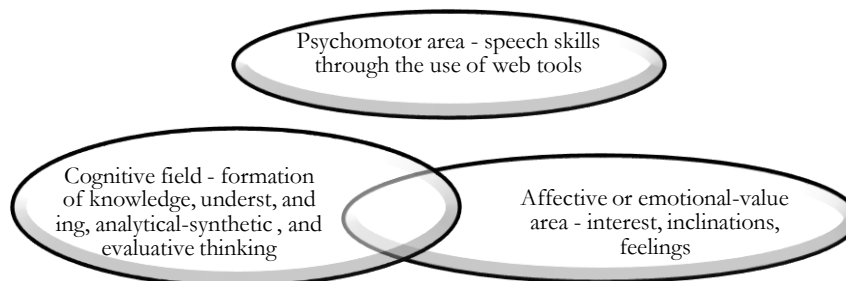 Psychomotor area - speech skills
through the use of web tools
Cognitive field - formation
of knowledge, underst, and
ing, analytical-synthetic , and
evaluative thinking
Affective or emotional-value
area - interest, inclinations,
feelings